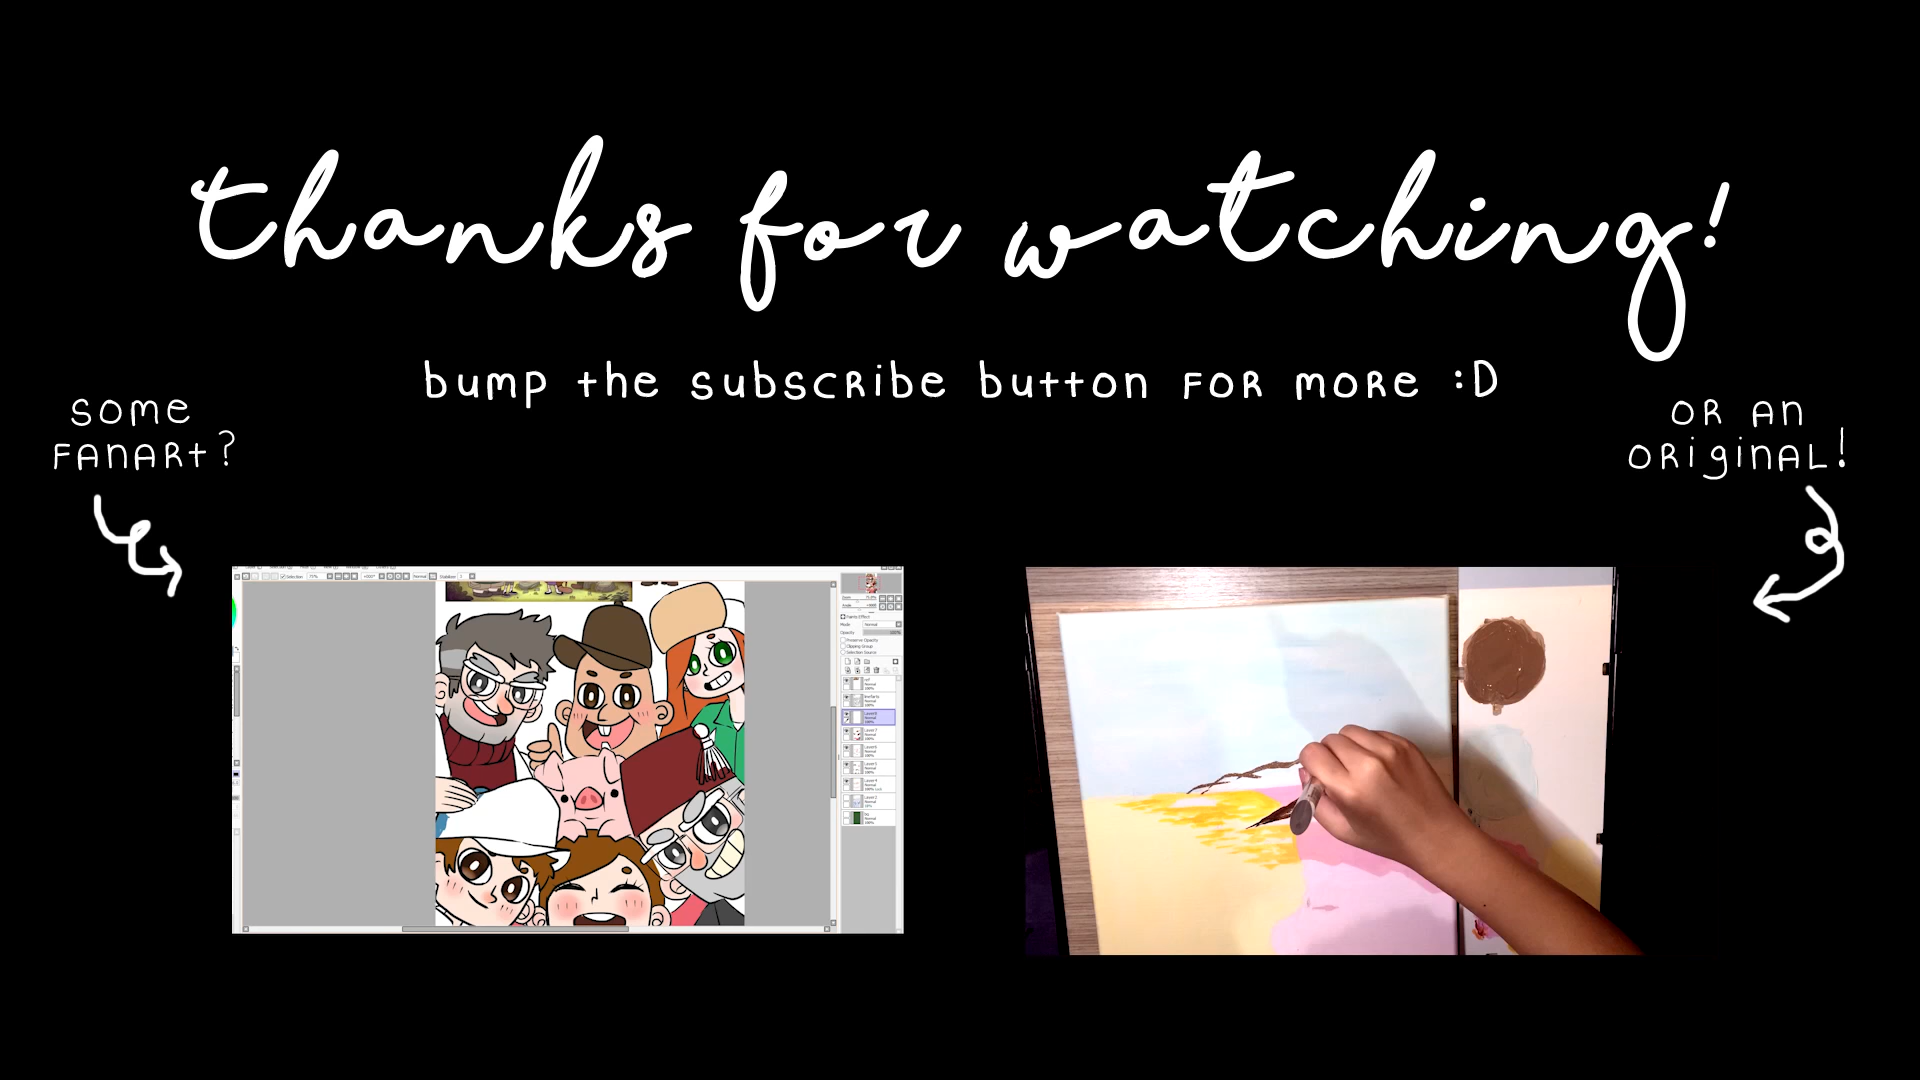 thanks for watching!
bump the subscribe button for more :D
some
fanart?
or an
original!